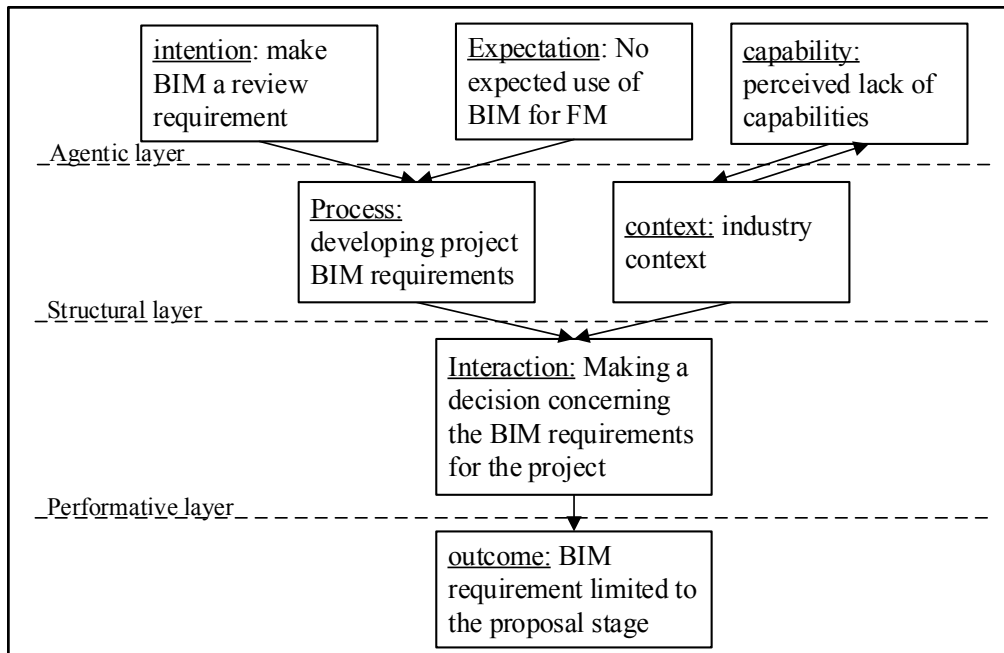 intention: make
BIM a review
requirement
Expectation: No
expected use of
BIM for FM
capability:
perceived lack of
capabilities
Agentic layer
Process:
developing project
BIM requirements
context: industry
context
Structural layer
Interaction: Making a
decision concerning
the BIM requirements
for the project
Performative layer
outcome: BIM
requirement limited to
the proposal stage